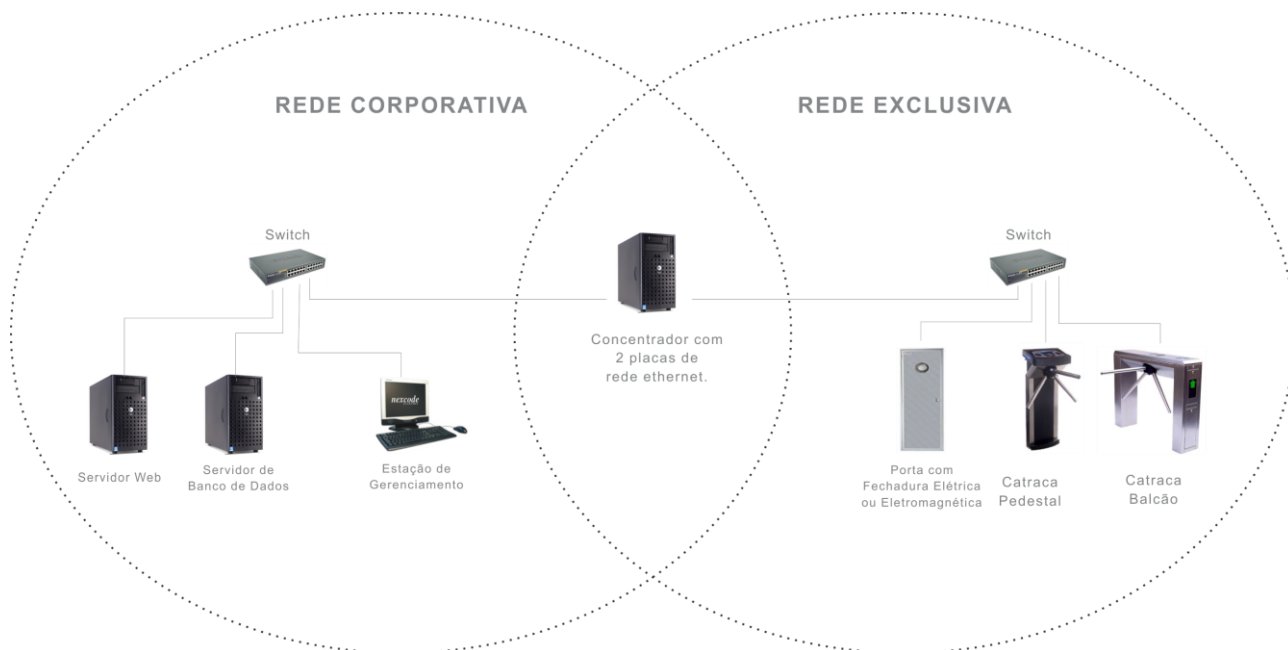 REDE CORPORATIVA
REDE EXCLUSIVA
Switch
Switch
Concentrador com
2 placas de
rede ethernet.
nexcode
Servidor Web
Servidor de
Banco de Dados
Estação de
Gerenciamento
Porta com
Fechadura Elétrica
ou Eletromagnética
Catraca
Pedestal
Catraca
Balcão